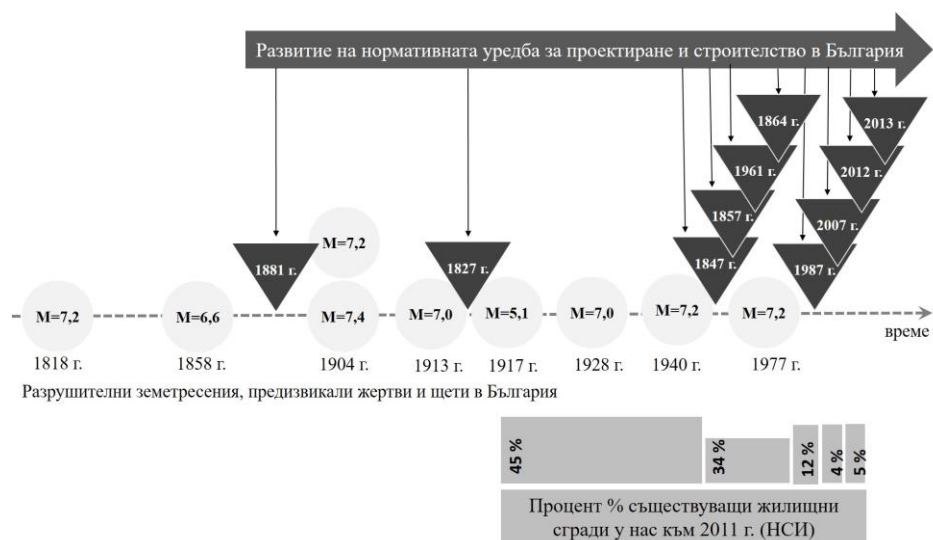 Развитие на нормативната уредба за проектиране и строителство в България
1864 г.
2013 г.
1961 г.
2012 г.
1857 г.
2007 г.
1881 г.
1827 г.
1847 г.
1987 г.
M=7,2
M=7,2
M=6,6
M=7,4
M=7,0
M=5,1
M=7,0
M=7,2
M=7,2
време
1818 г.
1858 г.
1904 г.
1913 г.
1917 г.
1928 г.
1940 г.
1977 г.
Разрушителни земетресения, предизвикали жертви и щети в България
45 %
34 %
12 %
4 %
5 %
Процент % съществуващи жилищни
сгради у нас към 2011 г. (НСИ)